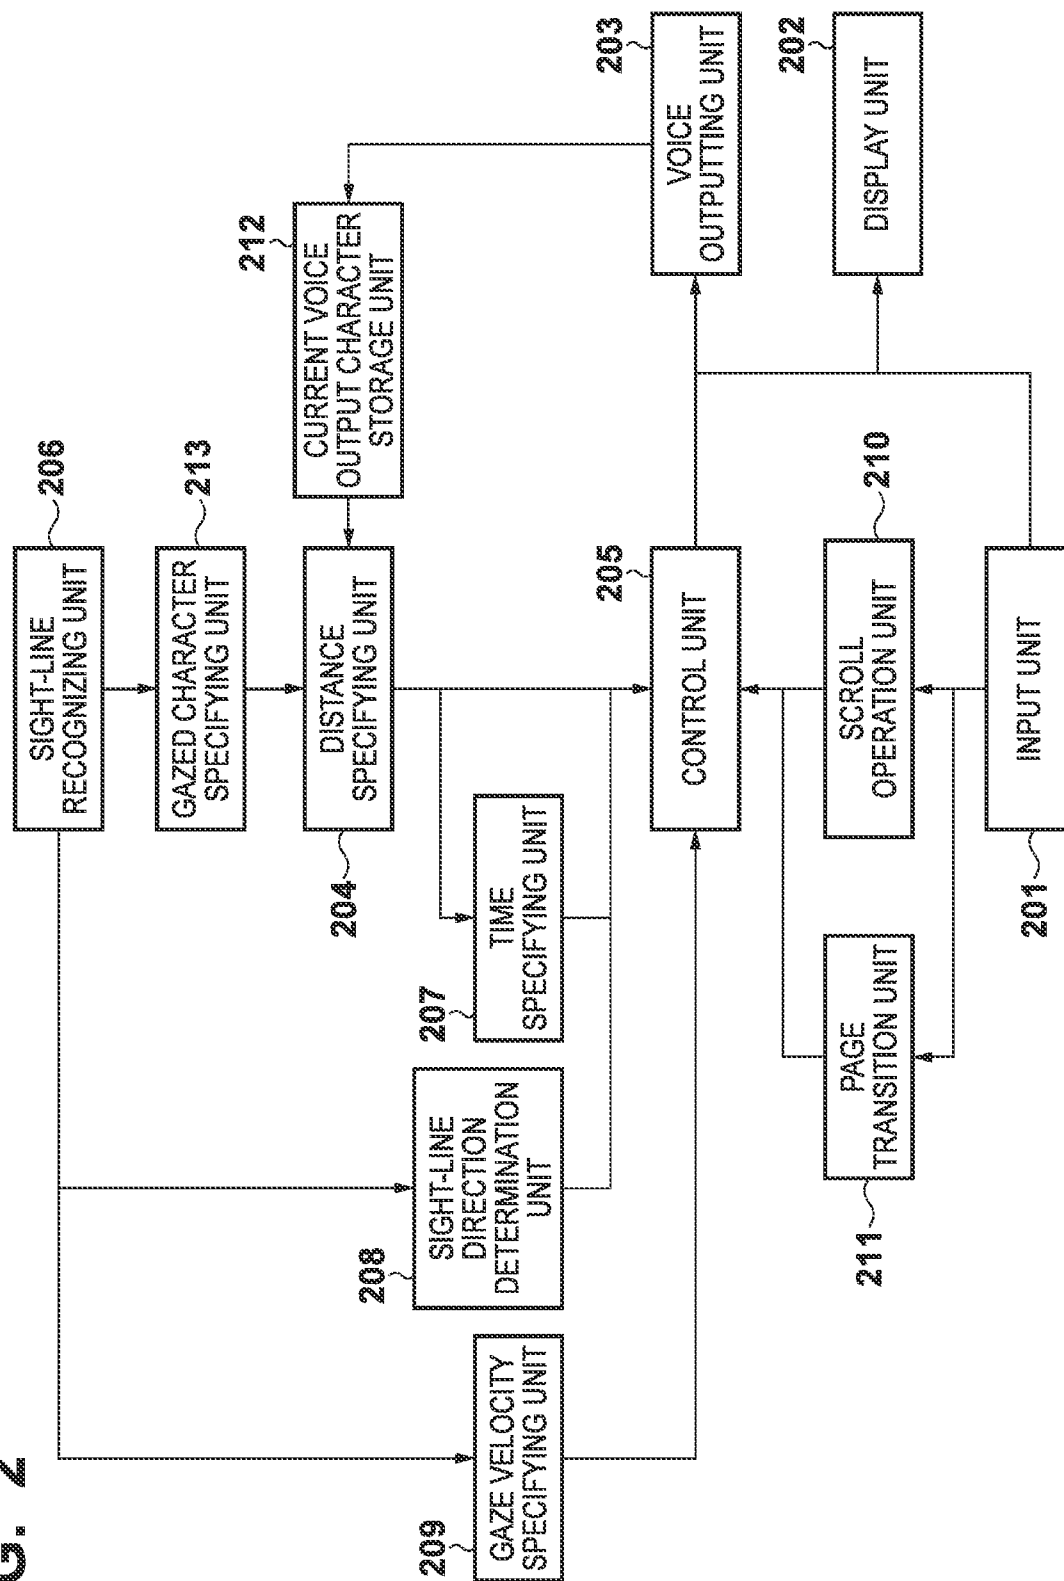 G. 2
SIGHT-LINE
RECOGNIZING UNIT
206
GAZED CHARACTER
SPECIFYING UNIT
213
212
CURRENT VOICE
OUTPUT CHARACTER
STORAGE UNIT
DISTANCE
SPECIFYING UNIT
204
209
GAZE VELOCITY
SPECIFYING UNIT
208
SIGHT-LINE
DIRECTION
DETERMINATION
UNIT
207
TIME
SPECIFYING UNIT
205
CONTROL UNIT
203
VOICE
OUTPUTTING UNIT
211
PAGE
TRANSITION UNIT
210
SCROLL
OPERATION UNIT
202
DISPLAY UNIT
201
INPUT UNIT